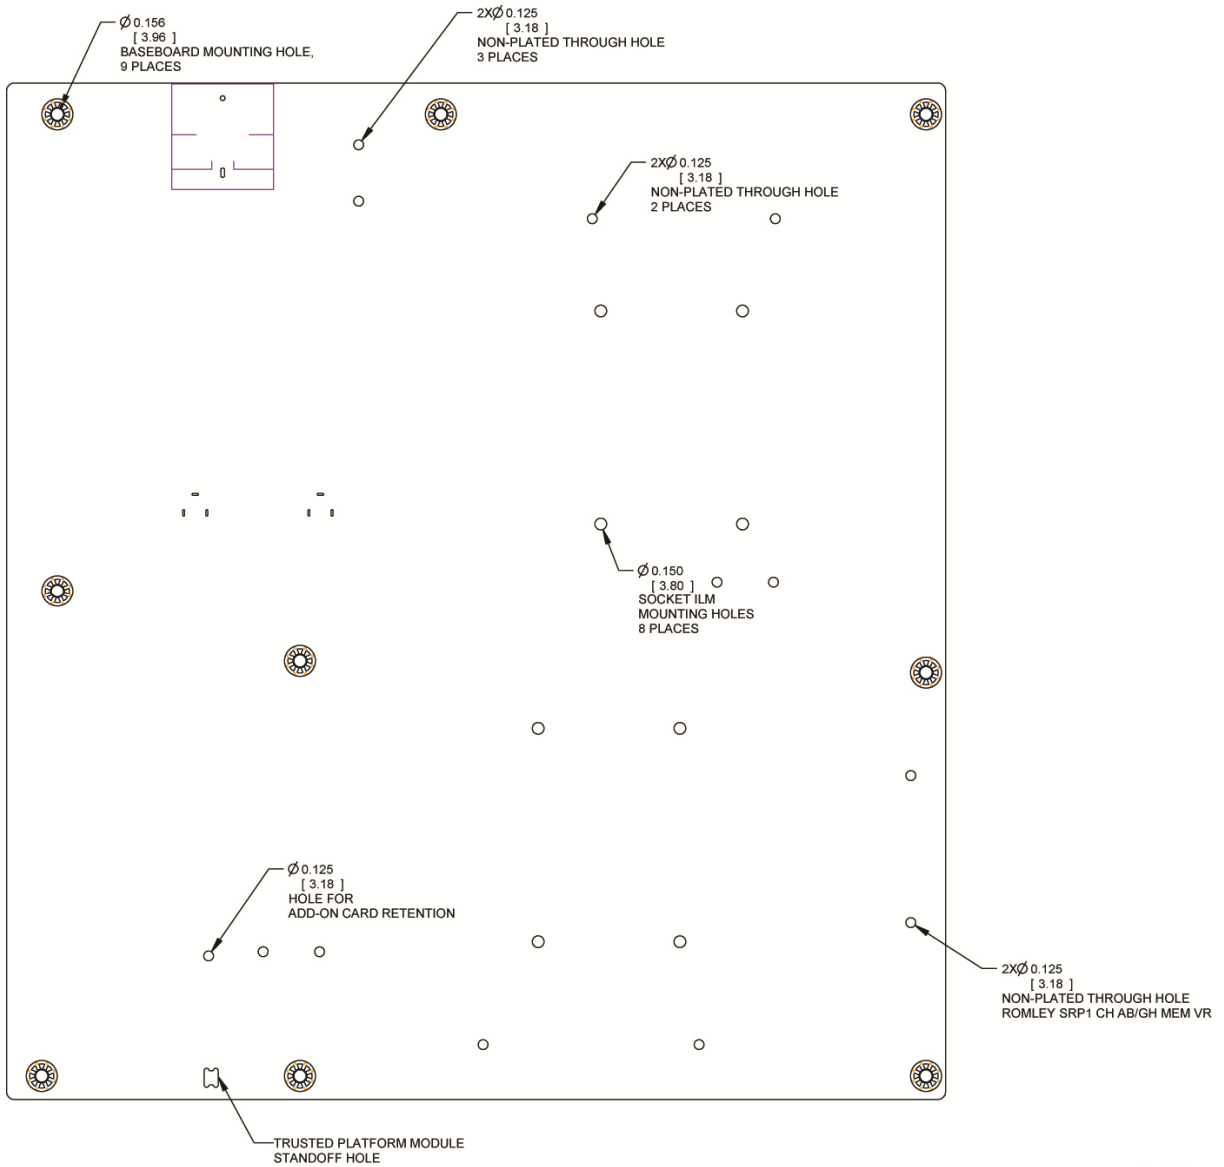 Ø 0.156
[ 3.96 ]
BASEBOARD MOUNTING HOLE,
9 PLACES
2XØ 0.125
[ 3.18 ]
NON-PLATED THROUGH HOLE
3 PLACES
2XØ 0.125
[ 3.18 ]
NON-PLATED THROUGH HOLE
2 PLACES
Ø 0.150
[ 3.80 ]
SOCKET ILM
MOUNTING HOLES
8 PLACES
Ø 0.125
[ 3.18 ]
HOLE FOR
ADD-ON CARD RETENTION
2XØ 0.125
[ 3.18 ]
NON-PLATED THROUGH HOLE
ROMLEY SRP1 CH AB/GH MEM VR
TRUSTED PLATFORM MODULE
STANDOFF HOLE